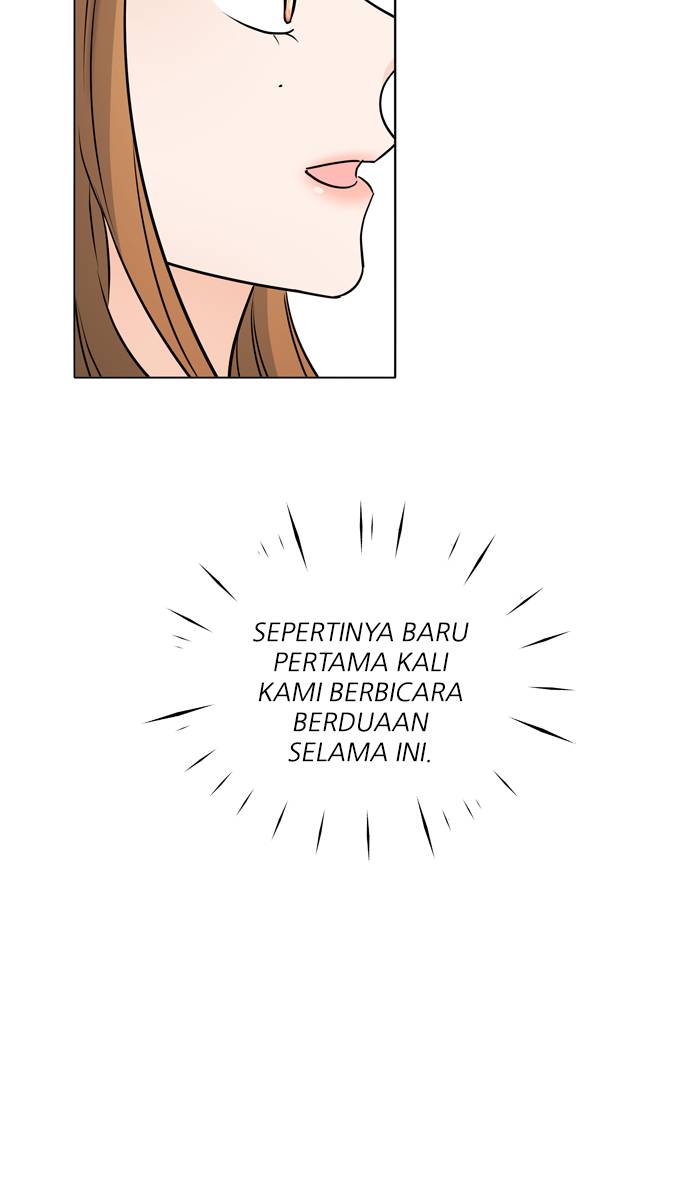 SEPERTINYA BARU
PERTAMA KALI
KAMI BERBICARA
BERDUAAN
SELAMA INI.